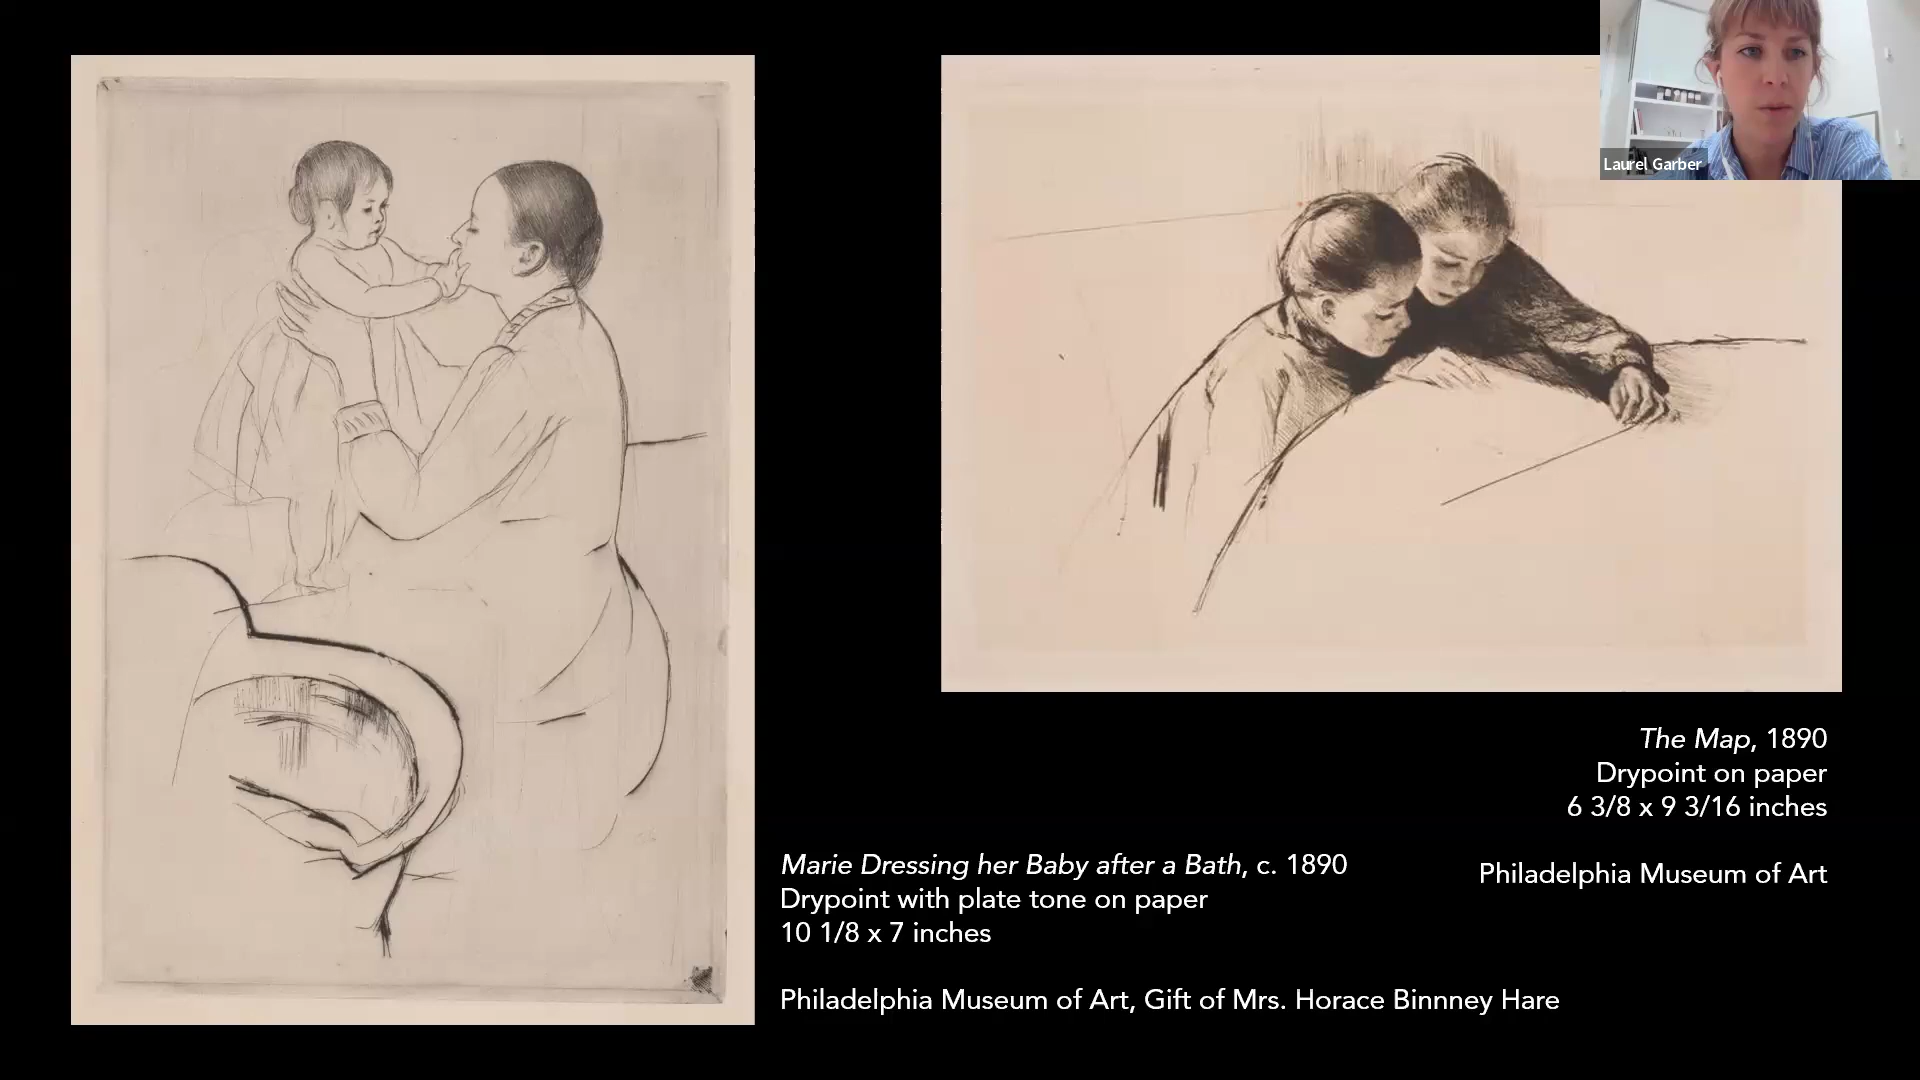 Laurel Garber
The Map, 1890
Drypoint on paper
6 3/8 x 9 3/16 inches
Philadelphia Museum of Art
Marie Dressing her Baby after a Bath, c. 1890
Drypoint with plate tone on paper
10 1/8 x 7 inches
Philadelphia Museum of Art, Gift of Mrs. Horace Binnney Hare